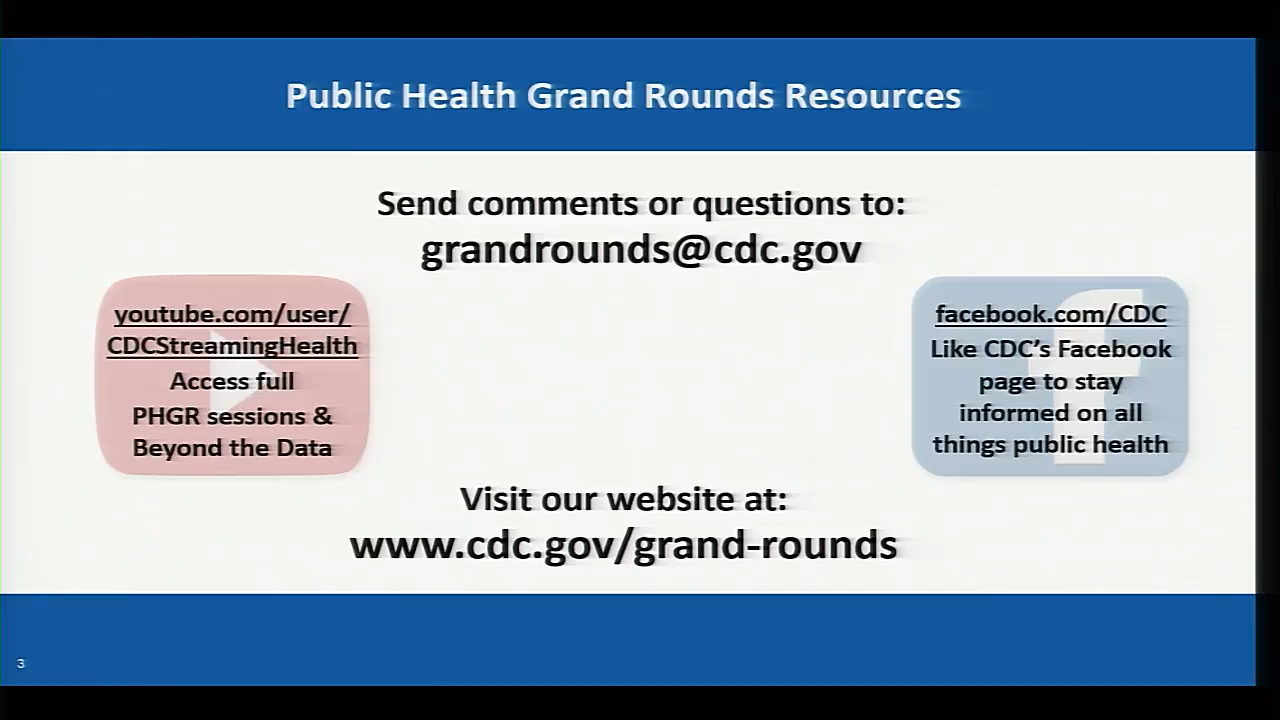 Public Health Grand Rounds Resources
Send comments or questions to:
grandrounds@cdc.gov
youtube.com/user/
CDCStreamingHealth
Access full
PHGR sessions &
Beyond the Data
facebook.com/CDC
Like CDC’s Facebook
page to stay
informed on all
things public health
Visit our website at:
www.cdc.gov/grand-rounds
3